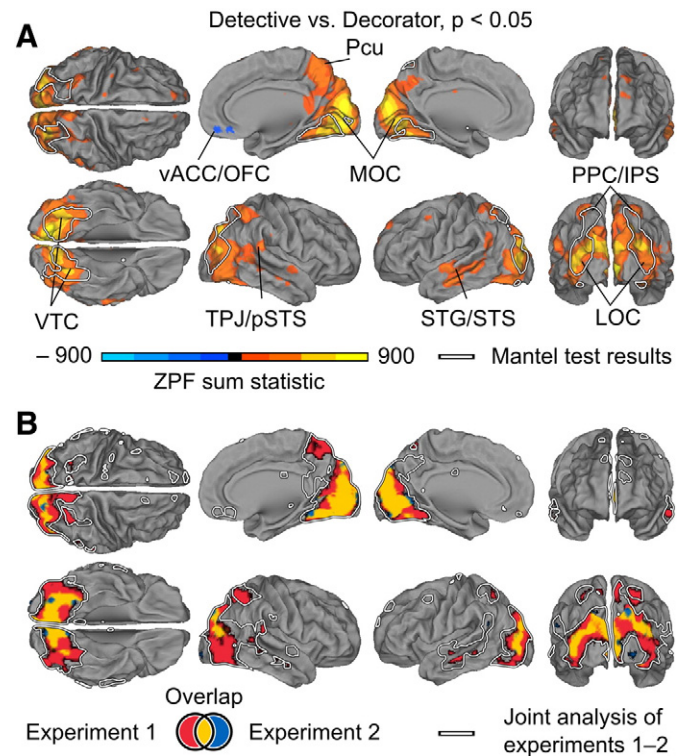 A
Detective vs. Decorator, p < 0.05
Pcu
vACC/OFC
MOC
PPC/IPS
VTC
TPJ/pSTS
STG/STS
LOC
– 900
900
Mantel test results
ZPF sum statistic
B
Overlap
Experiment 1
Experiment 2
Joint analysis of
experiments 1–2